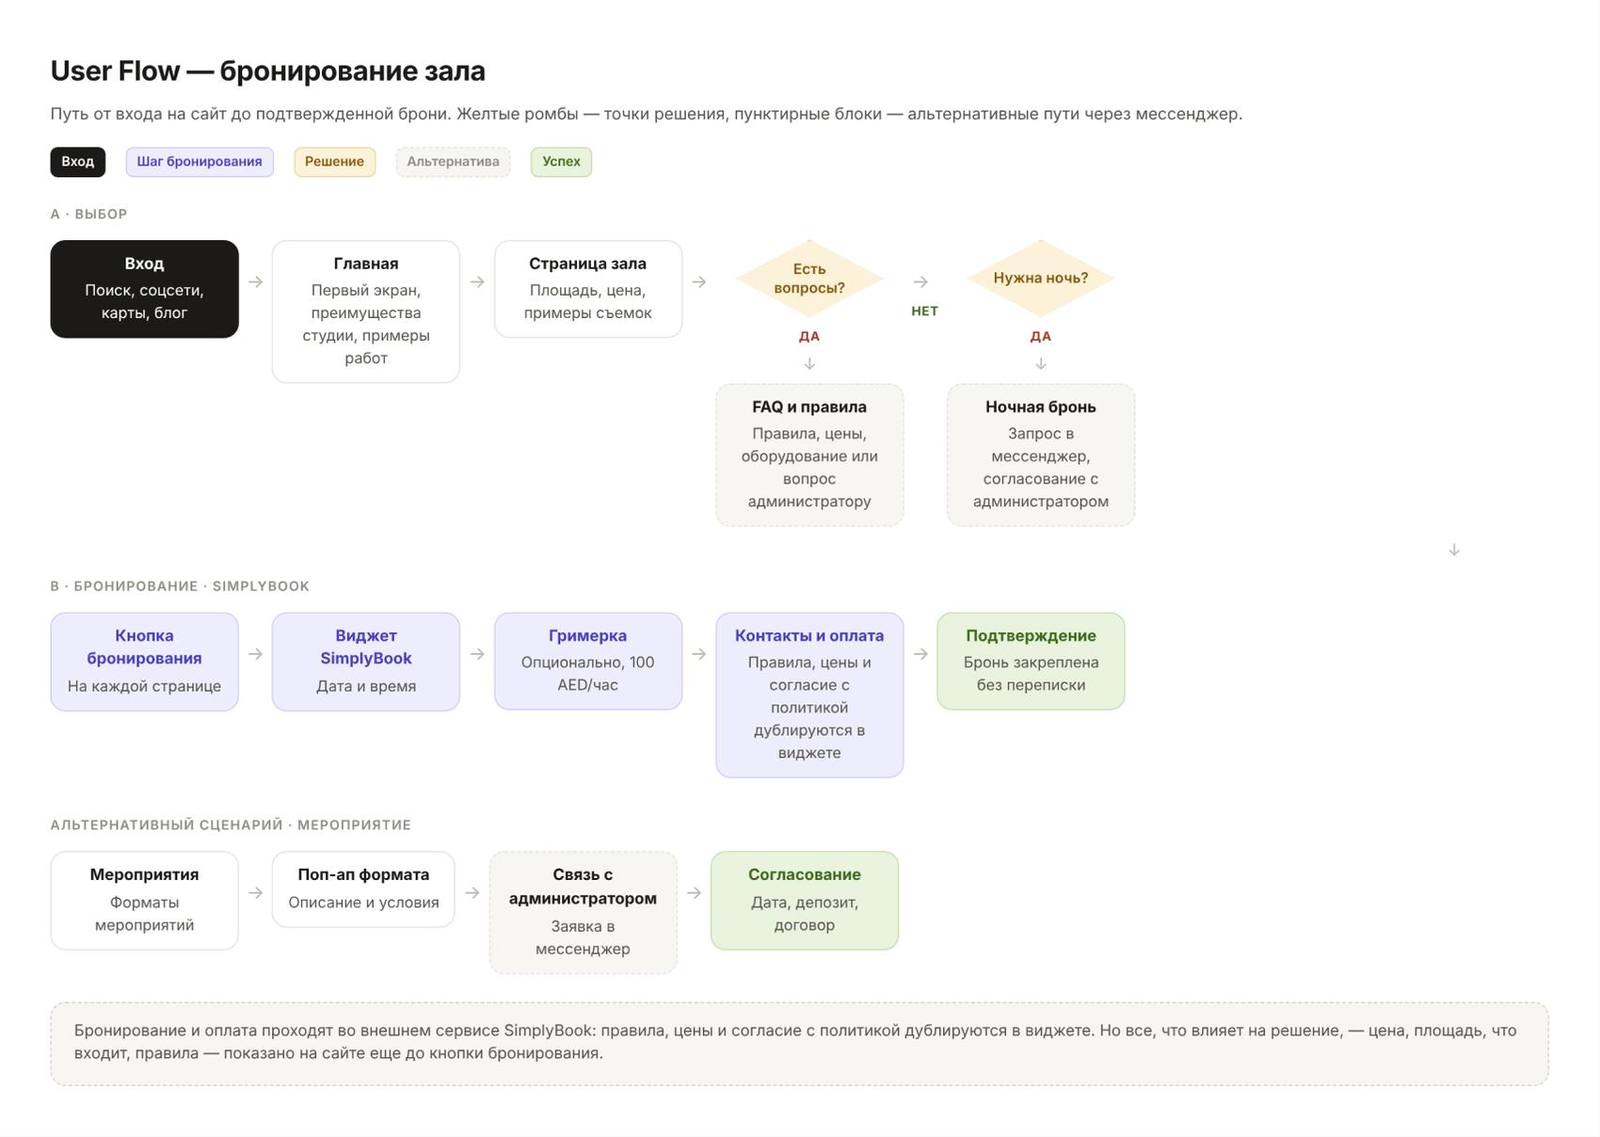 User Flow — бронирование зала
Путь от входа на сайт до подтвержденной брони. Желтые ромбы — точки решения, пунктирные блоки — альтернативные пути через мессенджер.
Вход
Шаг бронирования
Решение
Альтернатива
Успех
А · ВЫБОР
Вход
Поиск, соцсети,
карты, блог
→
Главная
Первый экран,
преимущества
студии, примеры
работ
→
Страница зала
Площадь, цена,
примеры съемок
→
Есть
вопросы?
ДА
↓
FAQ и правила
Правила, цены,
оборудование или
вопрос
администратору
→
НЕТ
Нужна ночь?
ДА
↓
Ночная бронь
Запрос в
мессенджер,
согласование с
администратором
↓
В · БРОНИРОВАНИЕ · SIMPLYBOOK
Кнопка
бронирования
На каждой странице
→
Виджет
SimplyBook
Дата и время
→
Гримерка
Опционально, 100
AED/час
→
Контакты и оплата
Правила, цены и
согласие с
политикой
дублируются в
виджете
→
Подтверждение
Бронь закреплена
без переписки
АЛЬТЕРНАТИВНЫЙ СЦЕНАРИЙ · МЕРОПРИЯТИЕ
Мероприятия
Форматы
мероприятий
→
Поп-ап формата
Описание и условия
→
Связь с
администратором
Заявка в
мессенджер
→
Согласование
Дата, депозит,
договор
Бронирование и оплата проходят во внешнем сервисе SimplyBook: правила, цены и согласие с политикой дублируются в виджете. Но все, что влияет на решение, — цена, площадь, что
входит, правила — показано на сайте еще до кнопки бронирования.